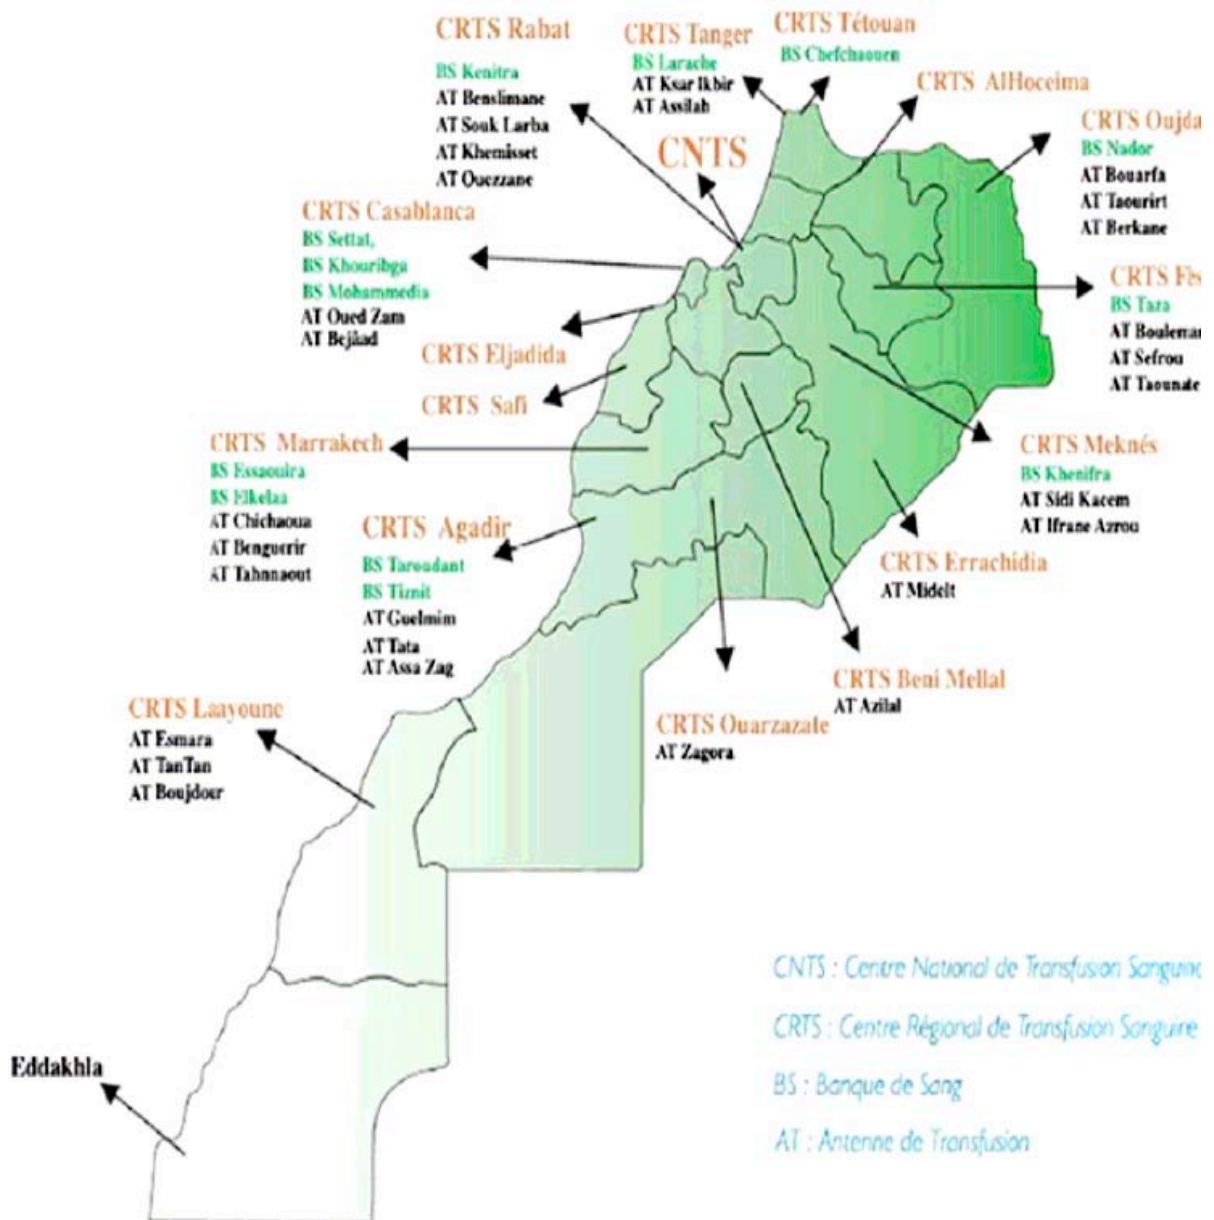 CRTS Rabat
BS Kenitra
AT Benslimane
AT Souk Larba
AT Khemisset
AT Ouezzane
CRTS Tanger
BS Larache
AT Ksar Ikbir
AT Assilah
CRTS Tétouan
BS Chefchaouen
CRTS AlHoceima
CNTS
CRTS Oujda
BS Nador
AT Bouarfa
AT Taourirt
AT Berkane
CRTS Casablanca
BS Settat,
BS Khouribga
BS Mohammedia
AT Oued Zam
AT Bejâad
CRTS Fès
BS Taza
AT Bouleman
AT Sefrou
AT Taounate
CRTS Eljadida
CRTS Safi
CRTS Marrakech
BS Essaouira
BS Elkelaa
AT Chichaoua
AT Benguerir
AT Tahnnaout
CRTS Meknés
BS Khenifra
AT Sidi Kacem
AT Ifrane Azrou
CRTS Agadir
BS Taroudant
BS Tiznit
AT Guelmim
AT Tata
AT Assa Zag
CRTS Errachidia
AT Midelt
CRTS Beni Mellal
AT Azilal
CRTS Ouarzazate
AT Zagora
CRTS Laayoune
AT Esmara
AT TanTan
AT Boujdour
Eddakhla
CNTS : Centre National de Transfusion Sanguine
CRTS : Centre Régional de Transfusion Sanguine
BS : Banque de Sang
AT : Antenne de Transfusion